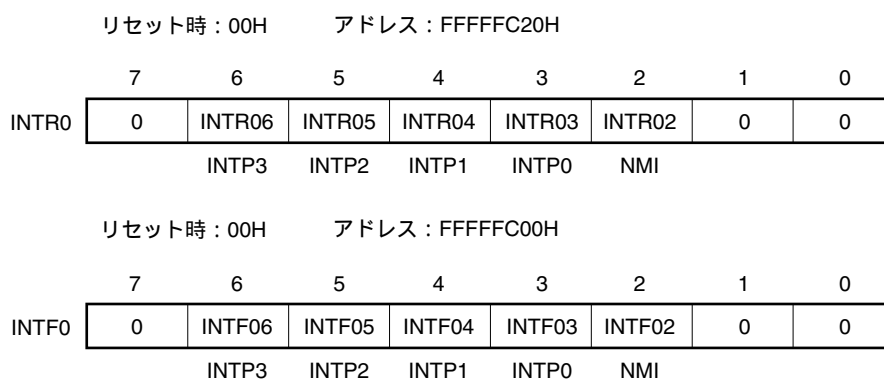 リセット時：00H アドレス：FFFFFC20H
7 6 5 4 3 2 1 0
INTR0 0 INTR06 INTR05 INTR04 INTR03 INTR02 0 0
INTP3 INTP2 INTP1 INTP0 NMI
リセット時：00H アドレス：FFFFFC00H
7 6 5 4 3 2 1 0
INTF0 0 INTF06 INTF05 INTF04 INTF03 INTF02 0 0
INTP3 INTP2 INTP1 INTP0 NMI